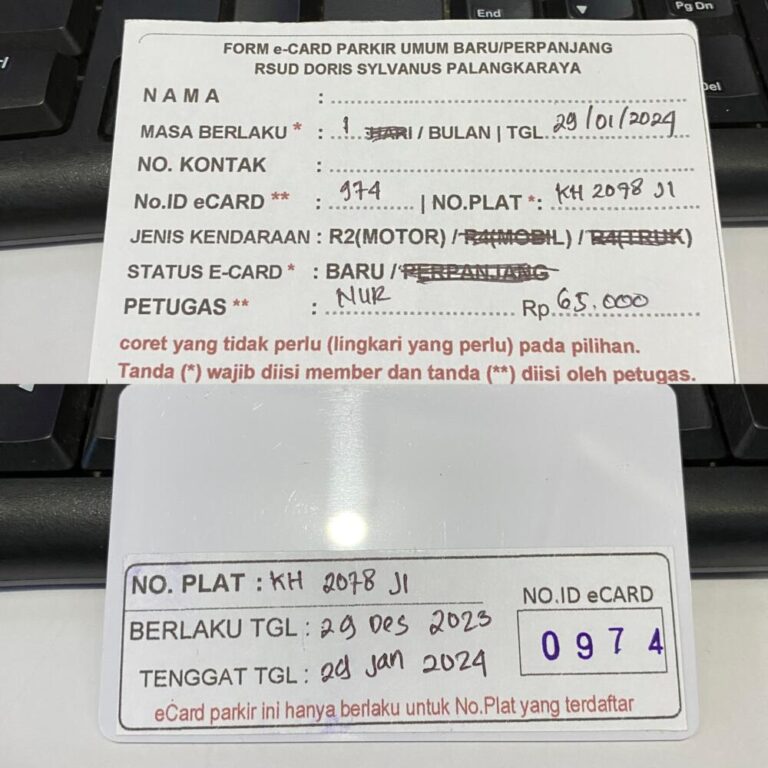 End
Pg Dn
Del
FORM e-CARD PARKIR UMUM BARU/PERPANJANG
RSUD DORIS SYLVANUS PALANGKARAYA
N A M A :
MASA BERLAKU * : 1 HARI / BULAN | TGL 29/01/2024
NO. KONTAK :
No.ID eCARD ** : 974 | NO.PLAT *: KH 2078 JI
JENIS KENDARAAN : R2(MOTOR) / R4(MOBIL) / R4(TRUK)
STATUS E-CARD * : BARU / PERPANJANG
PETUGAS ** : NUR Rp 65.000
coret yang tidak perlu (lingkari yang perlu) pada pilihan.
Tanda (*) wajib diisi member dan tanda (**) diisi oleh petugas.
NO. PLAT : KH 2078 JI
BERLAKU TGL : 29 Des 2023
TENGGAT TGL : 29 Jan 2024
NO.ID eCARD
0974
eCard parkir ini hanya berlaku untuk No.Plat yang terdaftar